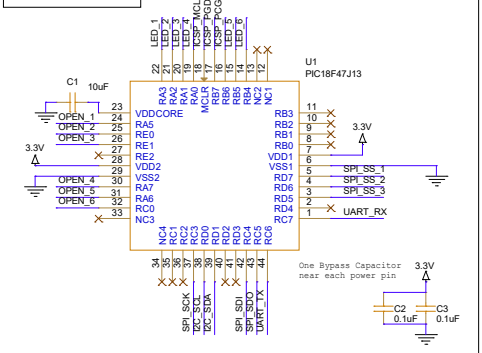 LED_1
LED_2
LED_3
LED_4
ICSP_MCL
ICSP_PGD
ICSP_PCG
LED_5
LED_6
22
21
20
19
18
17
16
15
14
13
12
U1
PIC18F47J13
RA3
RA2
RA1
RA0
MCLR
RB7
RB6
RB5
RB4
NC2
NC1
C1
10uF
23 VDDCORE
OPEN_1 24 RA5
OPEN_2 25 RE0
OPEN_3 26 RE1
27 RE2
3.3V 28 VDD2
29 VSS2
OPEN_4 30 RA7
OPEN_5 31 RA6
OPEN_6 32 RC0
33 NC3
RB3 11
RB2 10
RB1 9
RB0 8
VDD1 7 3.3V
VSS1 6
RD7 5 SPI_SS_1
RD6 4 SPI_SS_2
RD5 3 SPI_SS_3
RD4 2
RC7 1 UART_RX
NC4
RC1
RC2
RC3
RD0
RD1
RD2
RD3
RC4
RC5
RC6
34
35
36
37
38
39
40
41
42
43
44
SPI_SCK
I2C_SCL
I2C_SDA
SPI_SDI
SPI_SDO
UART_TX
One Bypass Capacitor
near each power pin
3.3V
C2
0.1uF
C3
0.1uF